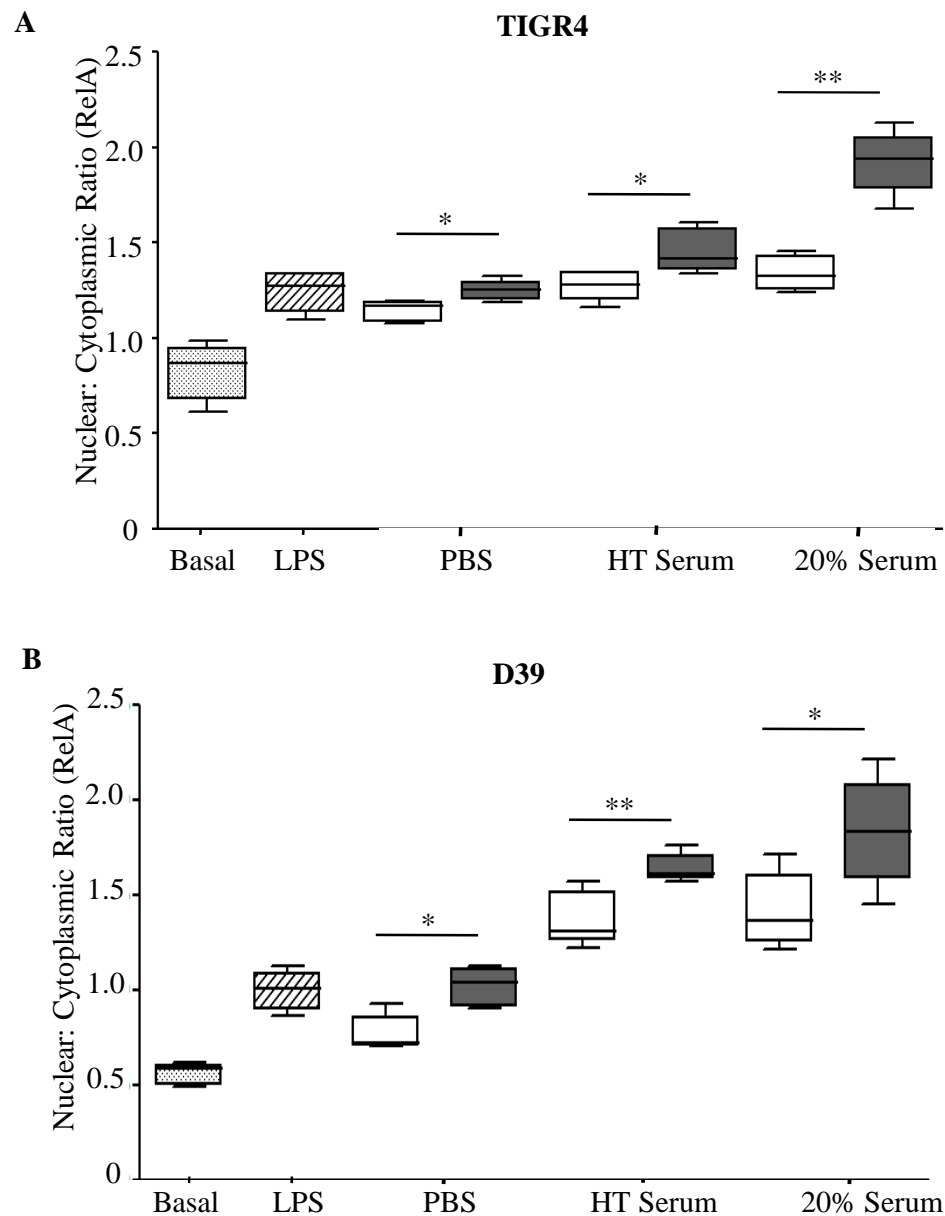 A
TIGR4
Nuclear: Cytoplasmic Ratio (RelA)
2.5
2.0
1.5
1.0
0.5
0
*
*
**
Basal LPS PBS HT Serum 20% Serum
B
D39
Nuclear: Cytoplasmic Ratio (RelA)
2.5
2.0
1.5
1.0
0.5
0
*
**
*
Basal LPS PBS HT Serum 20% Serum